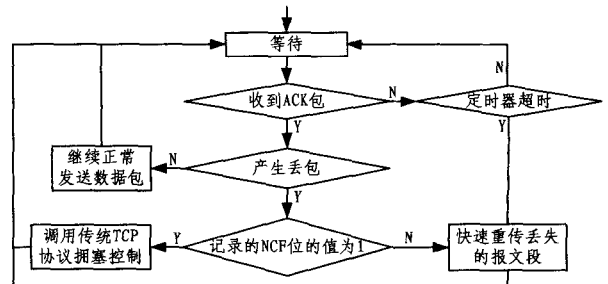 等待
收到ACK包
N
定时器超时
N
Y
Y
继续正常
发送数据包
N
产生丢包
Y
调用传统TCP
协议拥塞控制
Y
记录的NCF位的值为1
N
快速重传丢失
的报文段